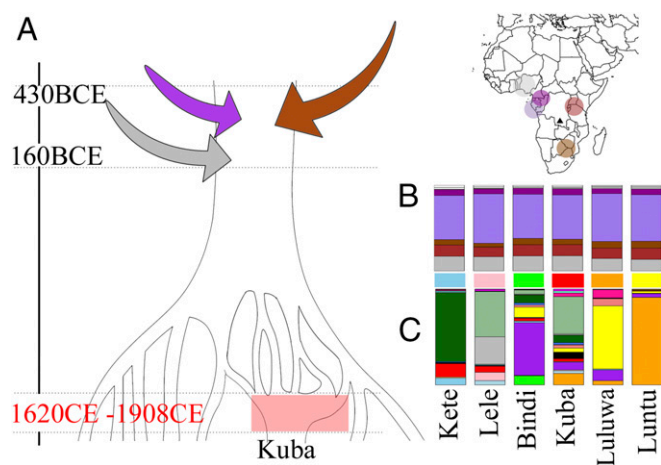 A
430BCE
160BCE
1620CE -1908CE
Kuba
B
C
Kete
Lele
Bindi
Kuba
Luluwa
Luntu